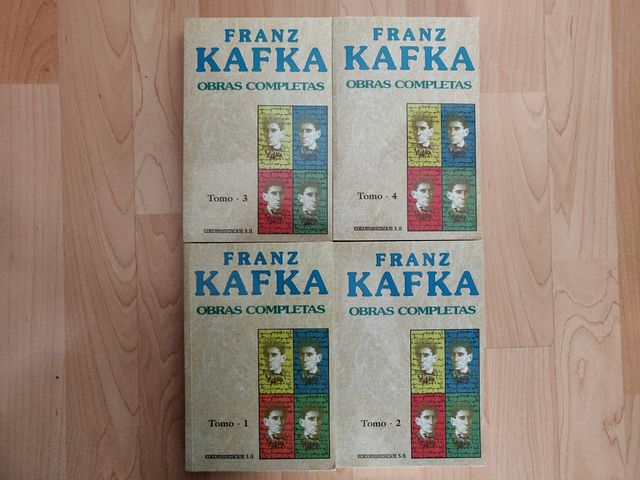 FRANZ
KAFKA
OBRAS COMPLETAS
Tomo - 3
FRANZ
KAFKA
OBRAS COMPLETAS
Tomo - 4
FRANZ
KAFKA
OBRAS COMPLETAS
Tomo - 1
FRANZ
KAFKA
OBRAS COMPLETAS
Tomo - 2